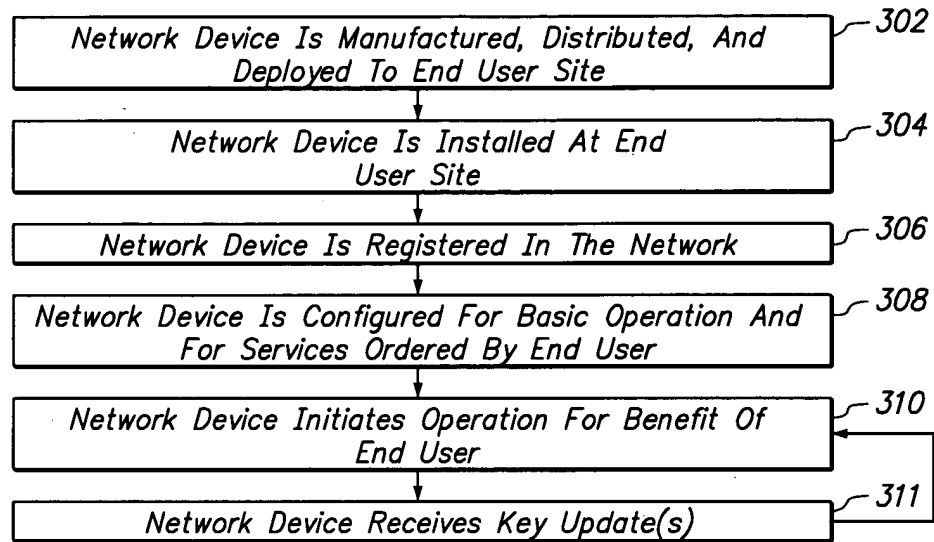 Network Device Is Manufactured, Distributed, And
Deployed To End User Site
302
Network Device Is Installed At End
User Site
304
Network Device Is Registered In The Network
306
Network Device Is Configured For Basic Operation And
For Services Ordered By End User
308
Network Device Initiates Operation For Benefit Of
End User
310
Network Device Receives Key Update(s)
311